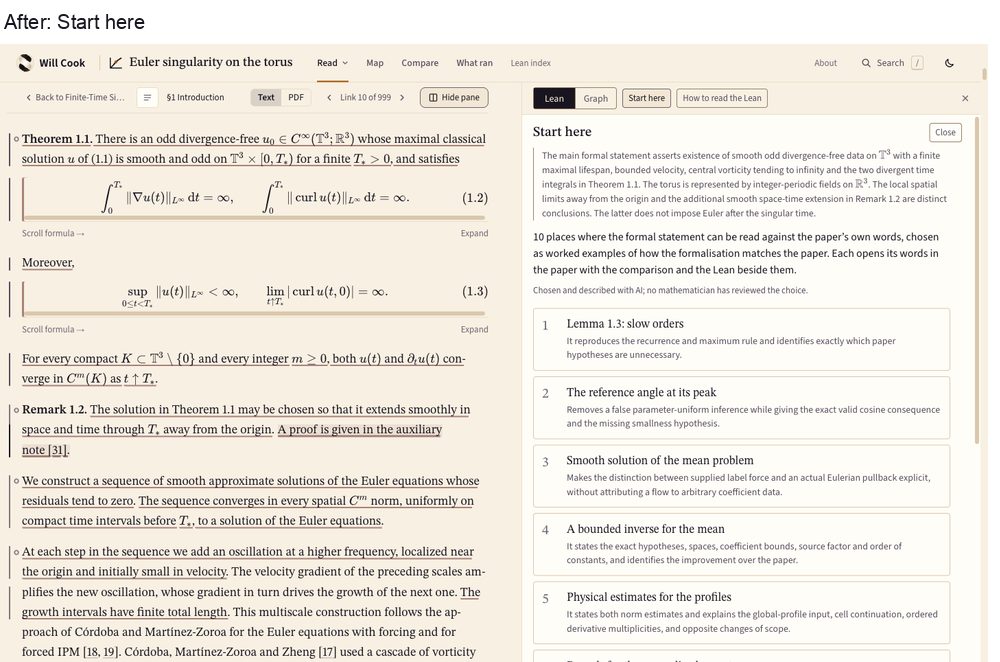 After: Start here
Will Cook
Euler singularity on the torus
Read
Map
Compare
What ran
Lean index
About
Search
/
Back to Finite-Time Si...
§1 Introduction
Text
PDF
Link 10 of 999
Hide pane
Theorem 1.1. There is an odd divergence-free u₀ ∈ C^∞(𝕋³; ℝ³) whose maximal classical
solution u of (1.1) is smooth and odd on 𝕋³ × [0, T_*) for a finite T_* > 0, and satisfies
∫₀^{T_*} ‖∇u(t)‖_{L^∞} dt = ∞, ∫₀^{T_*} ‖ curl u(t)‖_{L^∞} dt = ∞. (1.2)
Scroll formula →
Expand
Moreover,
sup_{0≤t<T_*} ‖u(t)‖_{L^∞} < ∞, lim_{t↑T_*} | curl u(t, 0)| = ∞. (1.3)
Scroll formula →
Expand
For every compact K ⊂ 𝕋³ \ {0} and every integer m ≥ 0, both u(t) and ∂ₜu(t) con-
verge in C^m(K) as t ↑ T_*.
Remark 1.2. The solution in Theorem 1.1 may be chosen so that it extends smoothly in
space and time through T_* away from the origin. A proof is given in the auxiliary
note [31].
We construct a sequence of smooth approximate solutions of the Euler equations whose
residuals tend to zero. The sequence converges in every spatial C^m norm, uniformly on
compact time intervals before T_*, to a solution of the Euler equations.
At each step in the sequence we add an oscillation at a higher frequency, localized near
the origin and initially small in velocity. The velocity gradient of the preceding scales am-
plifies the new oscillation, whose gradient in turn drives the growth of the next one. The
growth intervals have finite total length. This multiscale construction follows the ap-
proach of Córdoba and Martínez-Zoroa for the Euler equations with forcing and for
forced IPM [18, 19]. Córdoba, Martínez-Zoroa and Zheng [17] used a cascade of vorticity
Lean
Graph
Start here
How to read the Lean
×
Start here
Close
The main formal statement asserts existence of smooth odd divergence-free data on 𝕋³ with a finite
maximal lifespan, bounded velocity, central vorticity tending to infinity and the two divergent time
integrals in Theorem 1.1. The torus is represented by integer-periodic fields on ℝ³. The local spatial
limits away from the origin and the additional smooth space-time extension in Remark 1.2 are distinct
conclusions. The latter does not impose Euler after the singular time.
10 places where the formal statement can be read against the paper's own words, chosen
as worked examples of how the formalisation matches the paper. Each opens its words in
the paper with the comparison and the Lean beside them.
Chosen and described with AI; no mathematician has reviewed the choice.
1
Lemma 1.3: slow orders
It reproduces the recurrence and maximum rule and identifies exactly which paper
hypotheses are unnecessary.
2
The reference angle at its peak
Removes a false parameter-uniform inference while giving the exact valid cosine consequence
and the missing smallness hypothesis.
3
Smooth solution of the mean problem
Makes the distinction between supplied label force and an actual Eulerian pullback explicit,
without attributing a flow to arbitrary coefficient data.
4
A bounded inverse for the mean
It states the exact hypotheses, spaces, coefficient bounds, source factor and order of
constants, and identifies the improvement over the paper.
5
Physical estimates for the profiles
It states both norm estimates and explains the global-profile input, cell continuation, ordered
derivative multiplicities, and opposite changes of scope.